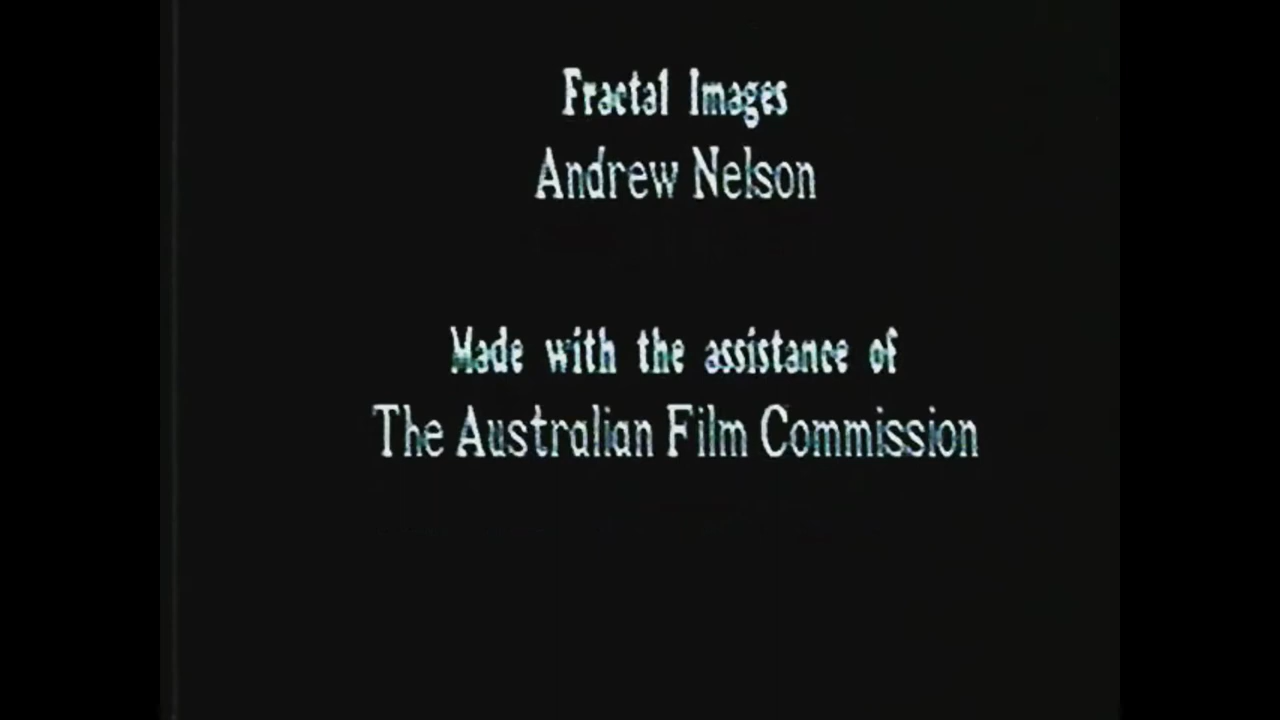 Fractal Images
Andrew Nelson
Made with the assistance of
The Australian Film Commission